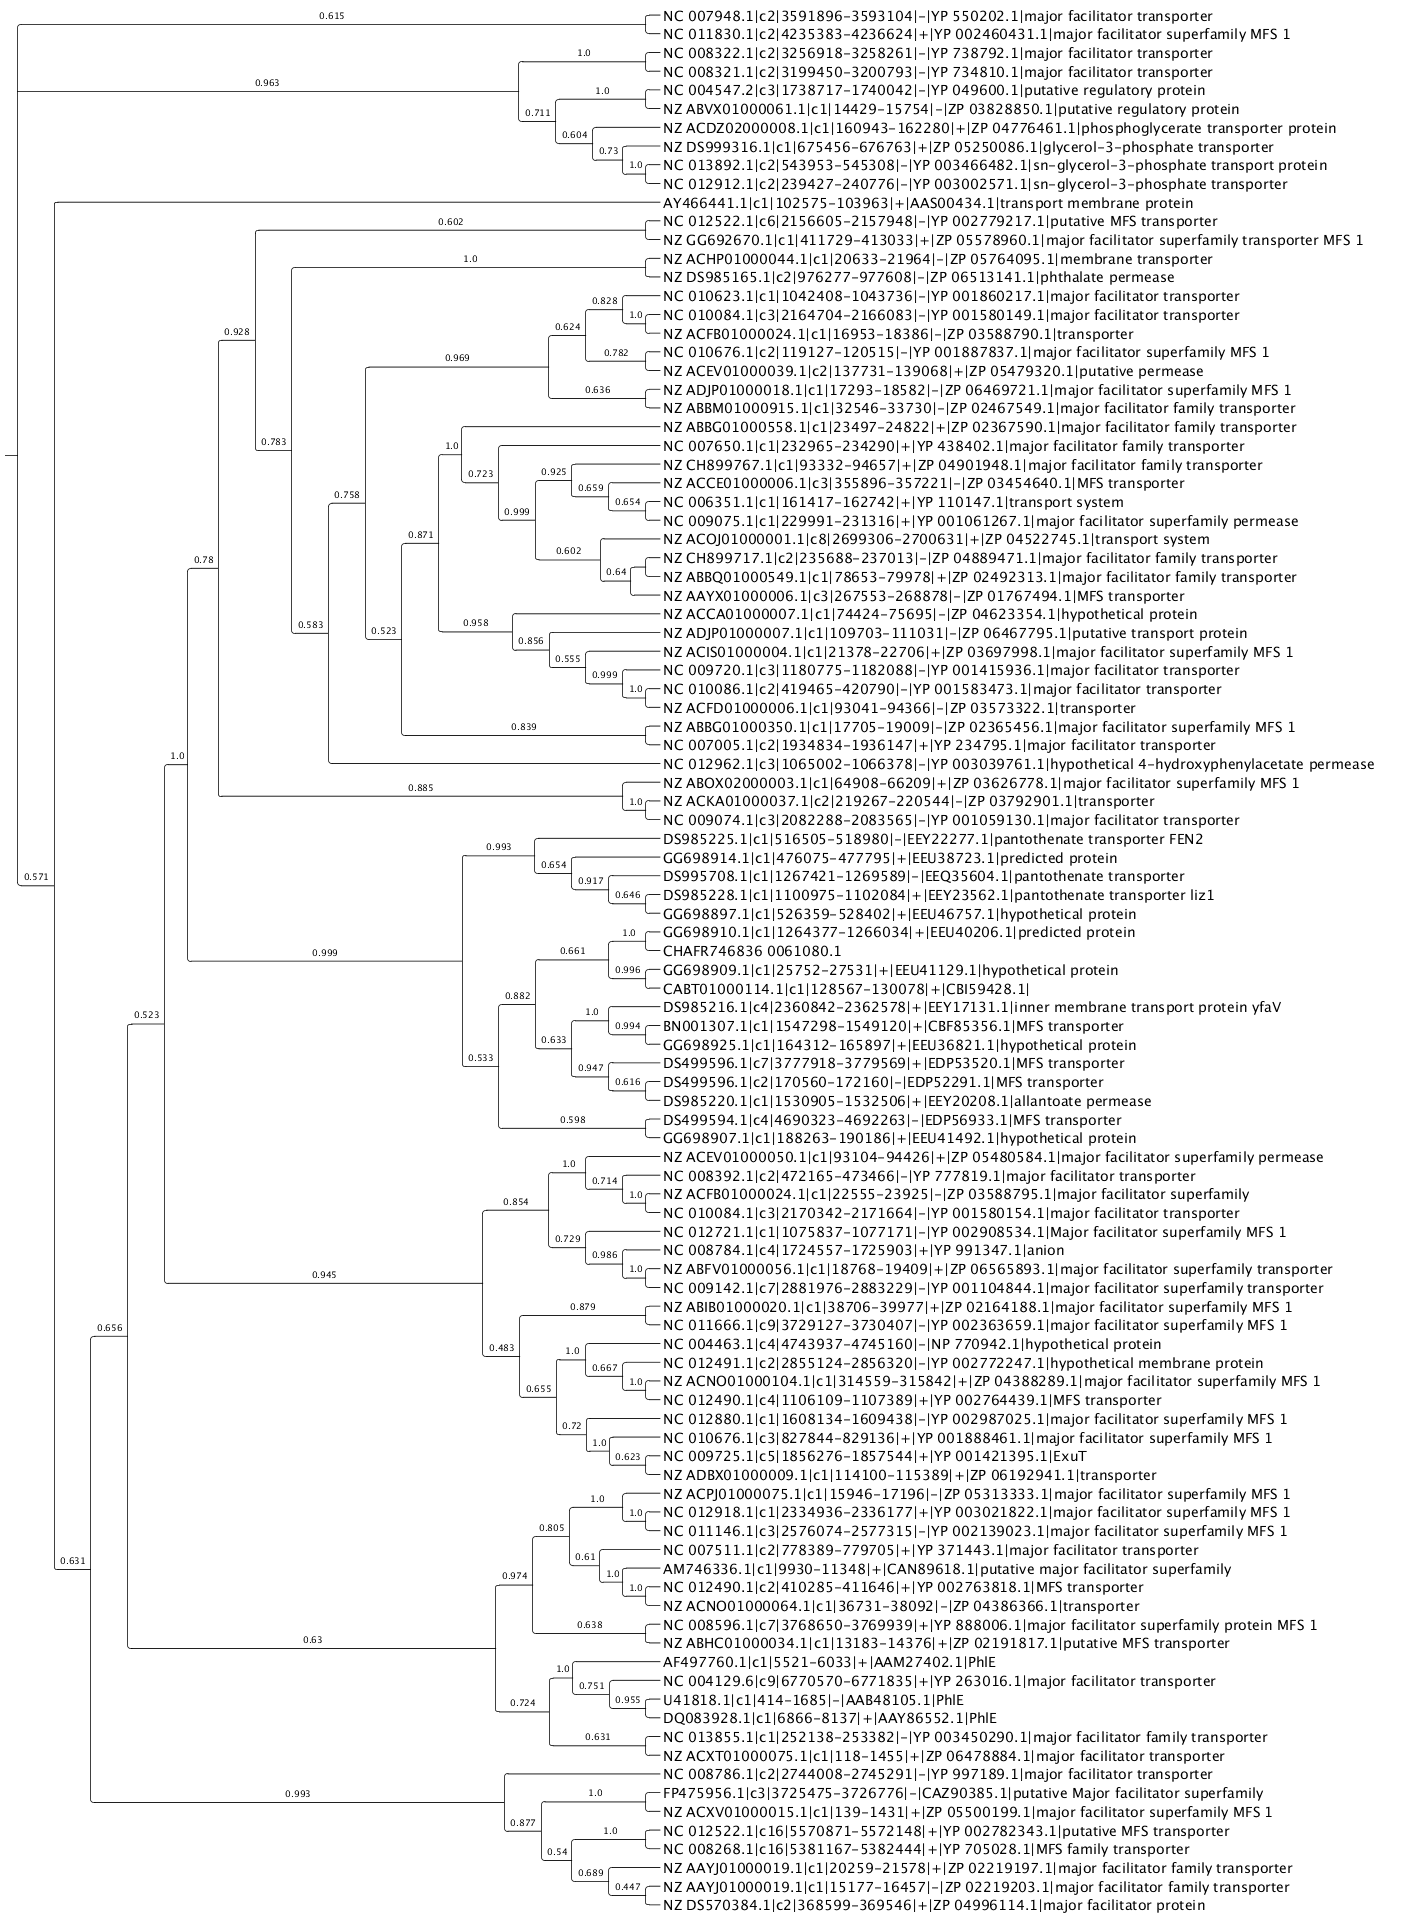 0.615
NC 007948.1|c2|3591896-3593104|-|YP 550202.1|major facilitator transporter
NC 011830.1|c2|4235383-4236624|+|YP 002460431.1|major facilitator superfamily MFS 1
1.0
NC 008322.1|c2|3256918-3258261|-|YP 738792.1|major facilitator transporter
NC 008321.1|c2|3199450-3200793|-|YP 734810.1|major facilitator transporter
0.963
1.0
NC 004547.2|c3|1738717-1740042|-|YP 049600.1|putative regulatory protein
0.711
NZ ABVX01000061.1|c1|14429-15754|-|ZP 03828850.1|putative regulatory protein
0.604
NZ ACDZ02000008.1|c1|160943-162280|+|ZP 04776461.1|phosphoglycerate transporter protein
0.73
NZ DS999316.1|c1|675456-676763|+|ZP 05250086.1|glycerol-3-phosphate transporter
1.0
NC 013892.1|c2|543953-545308|-|YP 003466482.1|sn-glycerol-3-phosphate transport protein
NC 012912.1|c2|239427-240776|-|YP 003002571.1|sn-glycerol-3-phosphate transporter
AY466441.1|c1|102575-103963|+|AAS00434.1|transport membrane protein
0.602
NC 012522.1|c6|2156605-2157948|-|YP 002779217.1|putative MFS transporter
NZ GG692670.1|c1|411729-413033|+|ZP 05578960.1|major facilitator superfamily transporter MFS 1
1.0
NZ ACHP01000044.1|c1|20633-21964|-|ZP 05764095.1|membrane transporter
NZ DS985165.1|c2|976277-977608|-|ZP 06513141.1|phthalate permease
0.828
NC 010623.1|c1|1042408-1043736|-|YP 001860217.1|major facilitator transporter
1.0
NC 010084.1|c3|2164704-2166083|-|YP 001580149.1|major facilitator transporter
0.928
0.624
NZ ACFB01000024.1|c1|16953-18386|-|ZP 03588790.1|transporter
0.969
0.782
NC 010676.1|c2|119127-120515|-|YP 001887837.1|major facilitator superfamily MFS 1
NZ ACEV01000039.1|c2|137731-139068|+|ZP 05479320.1|putative permease
0.636
NZ ADJP01000018.1|c1|17293-18582|-|ZP 06469721.1|major facilitator superfamily MFS 1
NZ ABBM01000915.1|c1|32546-33730|-|ZP 02467549.1|major facilitator family transporter
NZ ABBG01000558.1|c1|23497-24822|+|ZP 02367590.1|major facilitator family transporter
0.783
1.0
NC 007650.1|c1|232965-234290|+|YP 438402.1|major facilitator family transporter
0.723
0.925
NZ CH899767.1|c1|93332-94657|+|ZP 04901948.1|major facilitator family transporter
0.659
NZ ACCE01000006.1|c3|355896-357221|-|ZP 03454640.1|MFS transporter
0.758
0.654
NC 006351.1|c1|161417-162742|+|YP 110147.1|transport system
0.999
NC 009075.1|c1|229991-231316|+|YP 001061267.1|major facilitator superfamily permease
0.871
NZ ACOJ01000001.1|c8|2699306-2700631|+|ZP 04522745.1|transport system
0.78
0.602
NZ CH899717.1|c2|235688-237013|-|ZP 04889471.1|major facilitator family transporter
0.64
NZ ABBQ01000549.1|c1|78653-79978|+|ZP 02492313.1|major facilitator family transporter
NZ AAYX01000006.1|c3|267553-268878|-|ZP 01767494.1|MFS transporter
NZ ACCA01000007.1|c1|74424-75695|-|ZP 04623354.1|hypothetical protein
0.583
0.523
0.958
NZ ADJP01000007.1|c1|109703-111031|-|ZP 06467795.1|putative transport protein
0.856
NZ ACIS01000004.1|c1|21378-22706|+|ZP 03697998.1|major facilitator superfamily MFS 1
0.555
NC 009720.1|c3|1180775-1182088|-|YP 001415936.1|major facilitator transporter
0.999
NC 010086.1|c2|419465-420790|-|YP 001583473.1|major facilitator transporter
1.0
NZ ACFD01000006.1|c1|93041-94366|-|ZP 03573322.1|transporter
0.839
NZ ABBG01000350.1|c1|17705-19009|-|ZP 02365456.1|major facilitator superfamily MFS 1
NC 007005.1|c2|1934834-1936147|+|YP 234795.1|major facilitator transporter
1.0
NC 012962.1|c3|1065002-1066378|-|YP 003039761.1|hypothetical 4-hydroxyphenylacetate permease
0.885
NZ ABOX02000003.1|c1|64908-66209|+|ZP 03626778.1|major facilitator superfamily MFS 1
1.0
NZ ACKA01000037.1|c2|219267-220544|-|ZP 03792901.1|transporter
NC 009074.1|c3|2082288-2083565|-|YP 001059130.1|major facilitator transporter
0.993
DS985225.1|c1|516505-518980|-|EEY22277.1|pantothenate transporter FEN2
0.654
GG698914.1|c1|476075-477795|+|EEU38723.1|predicted protein
0.571
0.917
DS995708.1|c1|1267421-1269589|-|EEQ35604.1|pantothenate transporter
0.646
DS985228.1|c1|1100975-1102084|+|EEY23562.1|pantothenate transporter liz1
GG698897.1|c1|526359-528402|+|EEU46757.1|hypothetical protein
1.0
GG698910.1|c1|1264377-1266034|+|EEU40206.1|predicted protein
0.999
0.661
CHAFR746836 0061080.1
0.996
GG698909.1|c1|25752-27531|+|EEU41129.1|hypothetical protein
CABT01000114.1|c1|128567-130078|+|CBI59428.1|
0.882
DS985216.1|c4|2360842-2362578|+|EEY17131.1|inner membrane transport protein yfaV
1.0
0.523
0.994
BN001307.1|c1|1547298-1549120|+|CBF85356.1|MFS transporter
0.633
GG698925.1|c1|164312-165897|+|EEU36821.1|hypothetical protein
0.533
0.947
DS499596.1|c7|3777918-3779569|+|EDP53520.1|MFS transporter
0.616
DS499596.1|c2|170560-172160|-|EDP52291.1|MFS transporter
DS985220.1|c1|1530905-1532506|+|EEY20208.1|allantoate permease
0.598
DS499594.1|c4|4690323-4692263|-|EDP56933.1|MFS transporter
GG698907.1|c1|188263-190186|+|EEU41492.1|hypothetical protein
1.0
NZ ACEV01000050.1|c1|93104-94426|+|ZP 05480584.1|major facilitator superfamily permease
0.714
NC 008392.1|c2|472165-473466|-|YP 777819.1|major facilitator transporter
0.854
1.0
NZ ACFB01000024.1|c1|22555-23925|-|ZP 03588795.1|major facilitator superfamily
NC 010084.1|c3|2170342-2171664|-|YP 001580154.1|major facilitator transporter
0.729
NC 012721.1|c1|1075837-1077171|-|YP 002908534.1|Major facilitator superfamily MFS 1
0.986
NC 008784.1|c4|1724557-1725903|+|YP 991347.1|anion
0.945
1.0
NZ ABFV01000056.1|c1|18768-19409|+|ZP 06565893.1|major facilitator superfamily transporter
NC 009142.1|c7|2881976-2883229|-|YP 001104844.1|major facilitator superfamily transporter
0.879
NZ ABIB01000020.1|c1|38706-39977|+|ZP 02164188.1|major facilitator superfamily MFS 1
0.656
NC 011666.1|c9|3729127-3730407|-|YP 002363659.1|major facilitator superfamily MFS 1
0.483
1.0
NC 004463.1|c4|4743937-4745160|-|NP 770942.1|hypothetical protein
0.667
NC 012491.1|c2|2855124-2856320|-|YP 002772247.1|hypothetical membrane protein
1.0
NZ ACNO01000104.1|c1|314559-315842|+|ZP 04388289.1|major facilitator superfamily MFS 1
0.655
NC 012490.1|c4|1106109-1107389|+|YP 002764439.1|MFS transporter
0.72
NC 012880.1|c1|1608134-1609438|-|YP 002987025.1|major facilitator superfamily MFS 1
1.0
NC 010676.1|c3|827844-829136|+|YP 001888461.1|major facilitator superfamily MFS 1
0.623
NC 009725.1|c5|1856276-1857544|+|YP 001421395.1|ExuT
NZ ADBX01000009.1|c1|114100-115389|+|ZP 06192941.1|transporter
1.0
NZ ACPJ01000075.1|c1|15946-17196|-|ZP 05313333.1|major facilitator superfamily MFS 1
1.0
NC 012918.1|c1|2334936-2336177|+|YP 003021822.1|major facilitator superfamily MFS 1
0.805
NC 011146.1|c3|2576074-2577315|-|YP 002139023.1|major facilitator superfamily MFS 1
0.631
0.61
NC 007511.1|c2|778389-779705|+|YP 371443.1|major facilitator transporter
0.974
1.0
AM746336.1|c1|9930-11348|+|CAN89618.1|putative major facilitator superfamily
1.0
NC 012490.1|c2|410285-411646|+|YP 002763818.1|MFS transporter
NZ ACNO01000064.1|c1|36731-38092|-|ZP 04386366.1|transporter
0.63
0.638
NC 008596.1|c7|3768650-3769939|+|YP 888006.1|major facilitator superfamily protein MFS 1
NZ ABHC01000034.1|c1|13183-14376|+|ZP 02191817.1|putative MFS transporter
1.0
AF497760.1|c1|5521-6033|+|AAM27402.1|PhlE
0.751
NC 004129.6|c9|6770570-6771835|+|YP 263016.1|major facilitator transporter
0.724
0.955
U41818.1|c1|414-1685|-|AAB48105.1|PhlE
DQ083928.1|c1|6866-8137|+|AAY86552.1|PhlE
0.631
NC 013855.1|c1|252138-253382|-|YP 003450290.1|major facilitator family transporter
NZ ACXT01000075.1|c1|118-1455|+|ZP 06478884.1|major facilitator transporter
NC 008786.1|c2|2744008-2745291|-|YP 997189.1|major facilitator transporter
0.993
1.0
FP475956.1|c3|3725475-3726776|-|CAZ90385.1|putative Major facilitator superfamily
0.877
NZ ACXV01000015.1|c1|139-1431|+|ZP 05500199.1|major facilitator superfamily MFS 1
1.0
NC 012522.1|c16|5570871-5572148|+|YP 002782343.1|putative MFS transporter
0.54
NC 008268.1|c16|5381167-5382444|+|YP 705028.1|MFS family transporter
0.689
NZ AAYJ01000019.1|c1|20259-21578|+|ZP 02219197.1|major facilitator family transporter
0.447
NZ AAYJ01000019.1|c1|15177-16457|-|ZP 02219203.1|major facilitator family transporter
NZ DS570384.1|c2|368599-369546|+|ZP 04996114.1|major facilitator protein